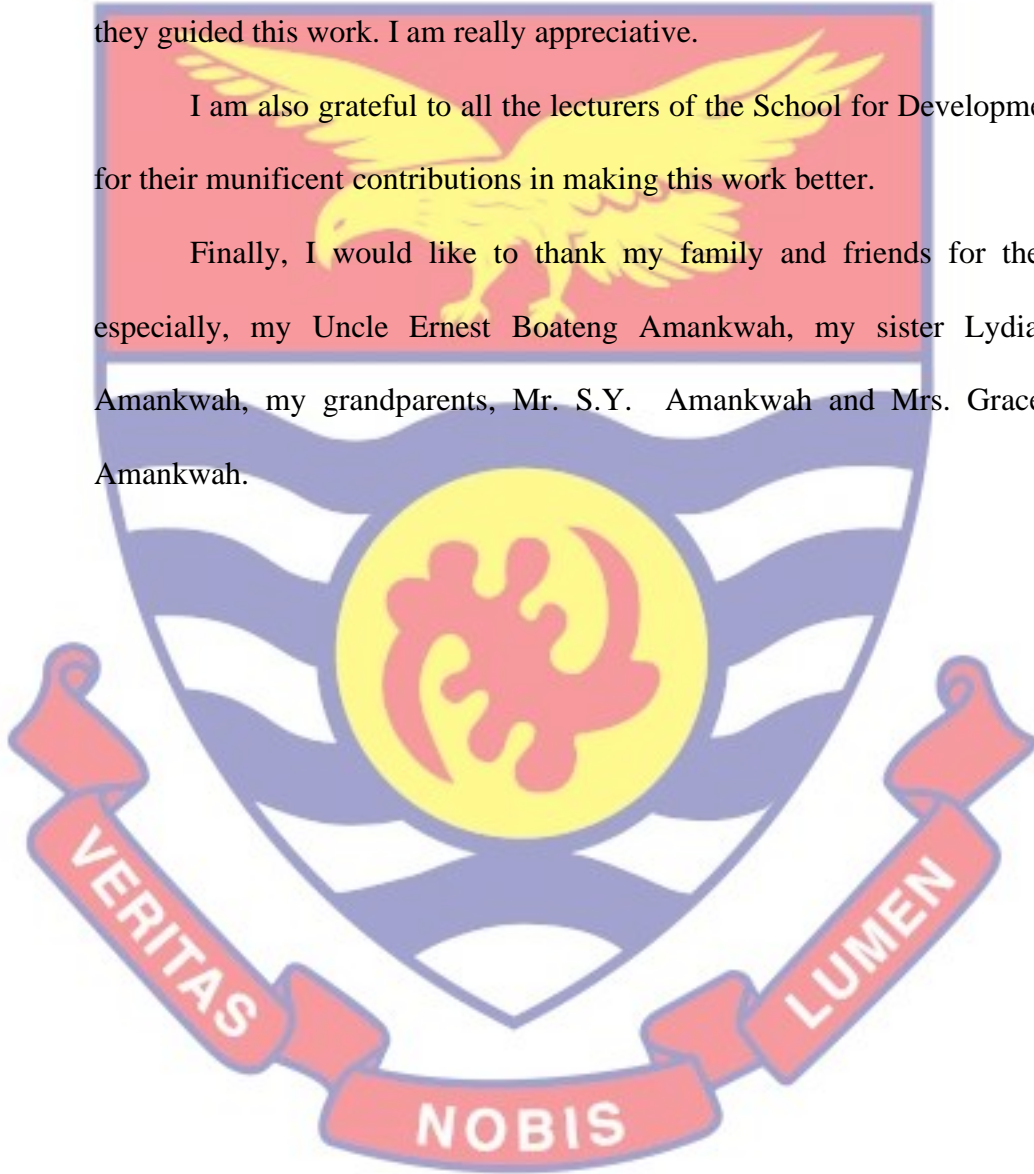 they guided this work. I am really appreciative.
I am also grateful to all the lecturers of the School for Developme
for their munificent contributions in making this work better.
Finally, I would like to thank my family and friends for the
especially, my Uncle Ernest Boateng Amankwah, my sister Lydia
Amankwah, my grandparents, Mr. S.Y. Amankwah and Mrs. Grace
Amankwah.
VERITAS
NOBIS
LUMEN